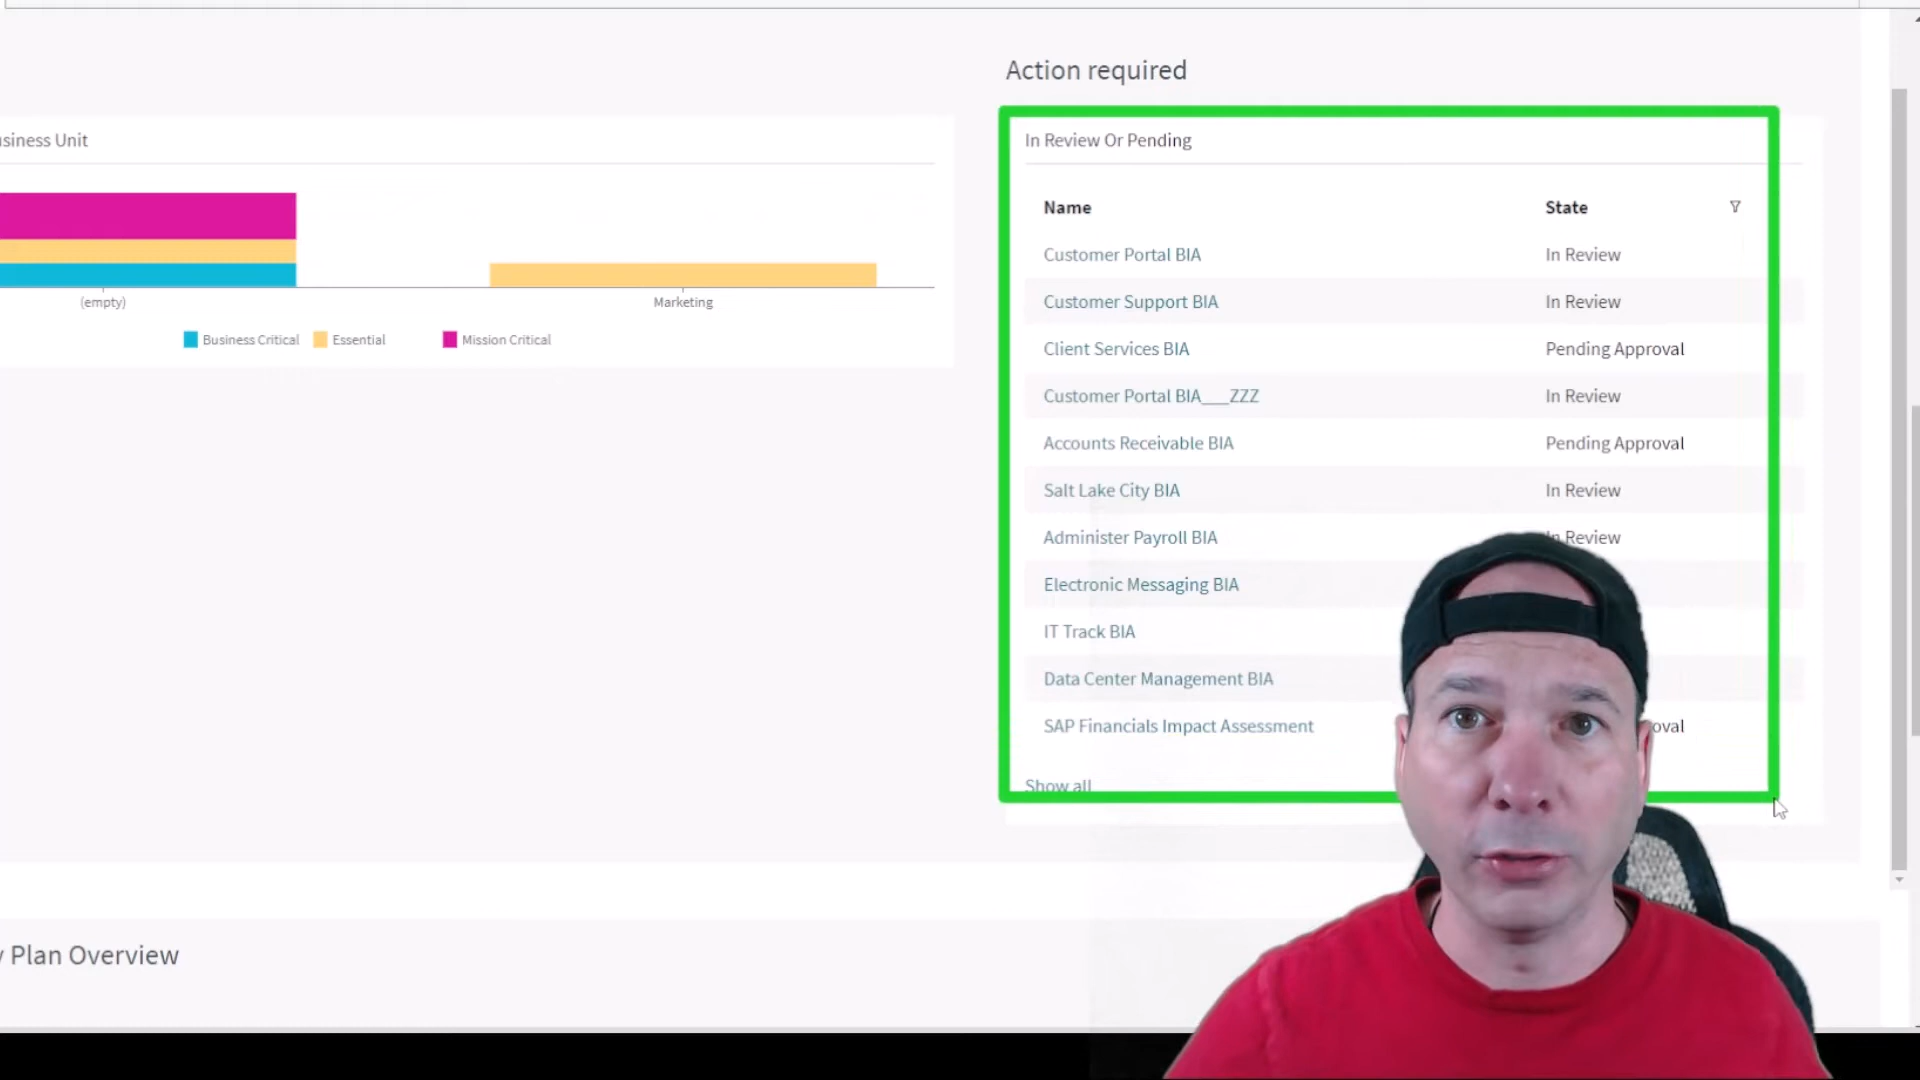 Action required
In Review Or Pending
siness Unit
Name State
Customer Portal BIA In Review
Customer Support BIA In Review
Client Services BIA Pending Approval
Customer Portal BIA___ZZZ In Review
Accounts Receivable BIA Pending Approval
Salt Lake City BIA In Review
Administer Payroll BIA In Review
Electronic Messaging BIA
IT Track BIA
Data Center Management BIA
SAP Financials Impact Assessment oval
Show all
(empty) Marketing
Business Critical Essential Mission Critical
y Plan Overview